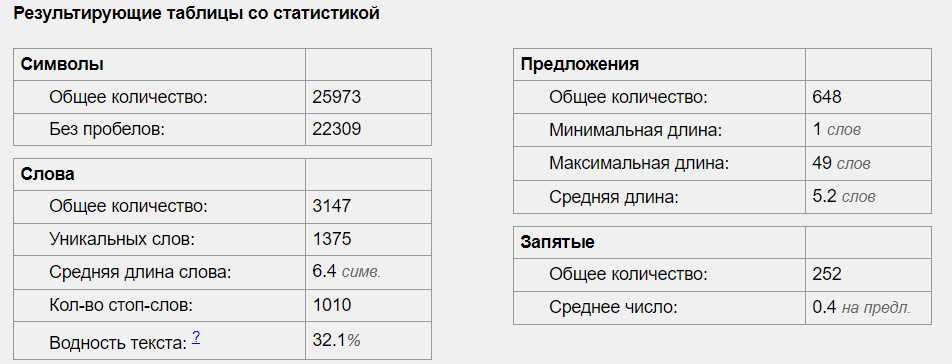 Результирующие таблицы со статистикой
Символы
Общее количество: 25973
Без пробелов: 22309
Слова
Общее количество: 3147
Уникальных слов: 1375
Средняя длина слова: 6.4 симв.
Кол-во стоп-слов: 1010
Водность текста: ? 32.1%
Предложения
Общее количество: 648
Минимальная длина: 1 слов
Максимальная длина: 49 слов
Средняя длина: 5.2 слов
Запятые
Общее количество: 252
Среднее число: 0.4 на предл.